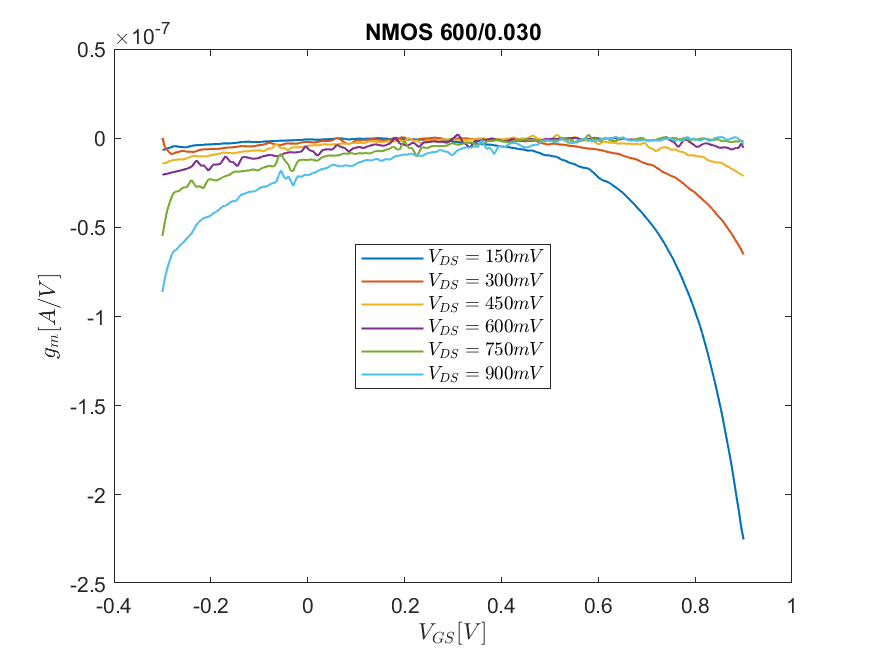 NMOS 600/0.030
×10⁻⁷
0.5
0
-0.5
-1
-1.5
-2
-2.5
g_m[A/V]
V_DS = 150mV
V_DS = 300mV
V_DS = 450mV
V_DS = 600mV
V_DS = 750mV
V_DS = 900mV
-0.4 -0.2 0 0.2 0.4 0.6 0.8 1
V_GS[V]